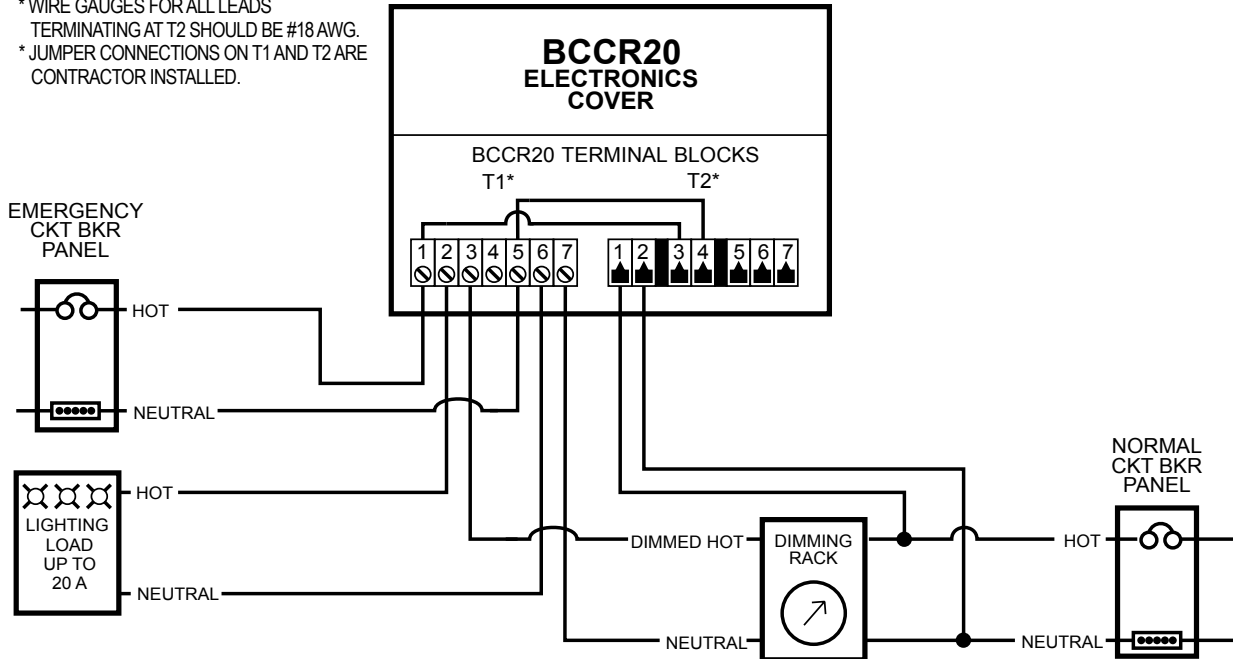 * WIRE GAUGES FOR ALL LEADS
TERMINATING AT T2 SHOULD BE #18 AWG.
* JUMPER CONNECTIONS ON T1 AND T2 ARE
CONTRACTOR INSTALLED.
BCCR20
ELECTRONICS
COVER
BCCR20 TERMINAL BLOCKS
T1* T2*
1 2 3 4 5 6 7 1 2 3 4 5 6 7
EMERGENCY
CKT BKR
PANEL
HOT
NEUTRAL
HOT
LIGHTING
LOAD
UP TO
20 A
NEUTRAL
DIMMED HOT
DIMMING
RACK
NEUTRAL
NORMAL
CKT BKR
PANEL
HOT
NEUTRAL